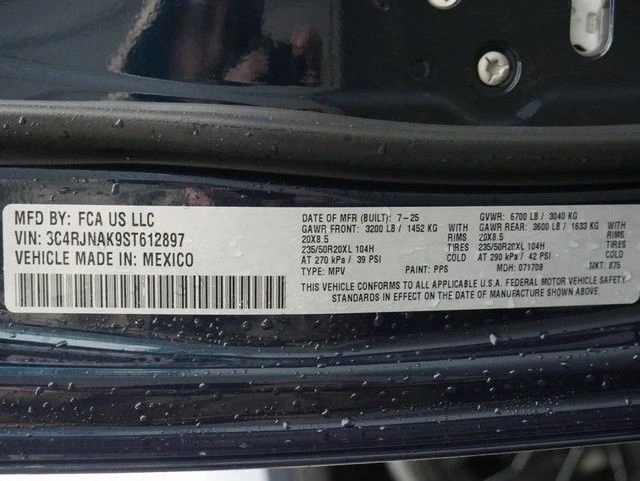 MFD BY: FCA US LLC
VIN: 3C4RJNAK9ST612897
VEHICLE MADE IN: MEXICO
DATE OF MFR (BUILT): 7-25 GVWR: 6700 LB / 3040 KG
GAWR FRONT: 3200 LB / 1452 KG GAWR REAR: 3600 LB / 1633 KG
20X8.5 20X8.5
235/50R20XL 104H TIRES 235/50R20XL 104H TIRES
AT 270 kPa / 39 PSI COLD AT 290 kPa / 42 PSI COLD
TYPE: MPV PAINT: PPS MDH: 071708 MKT: 875
THIS VEHICLE CONFORMS TO ALL APPLICABLE U.S.A. FEDERAL MOTOR VEHICLE SAFETY
STANDARDS IN EFFECT ON THE DATE OF MANUFACTURE SHOWN ABOVE.